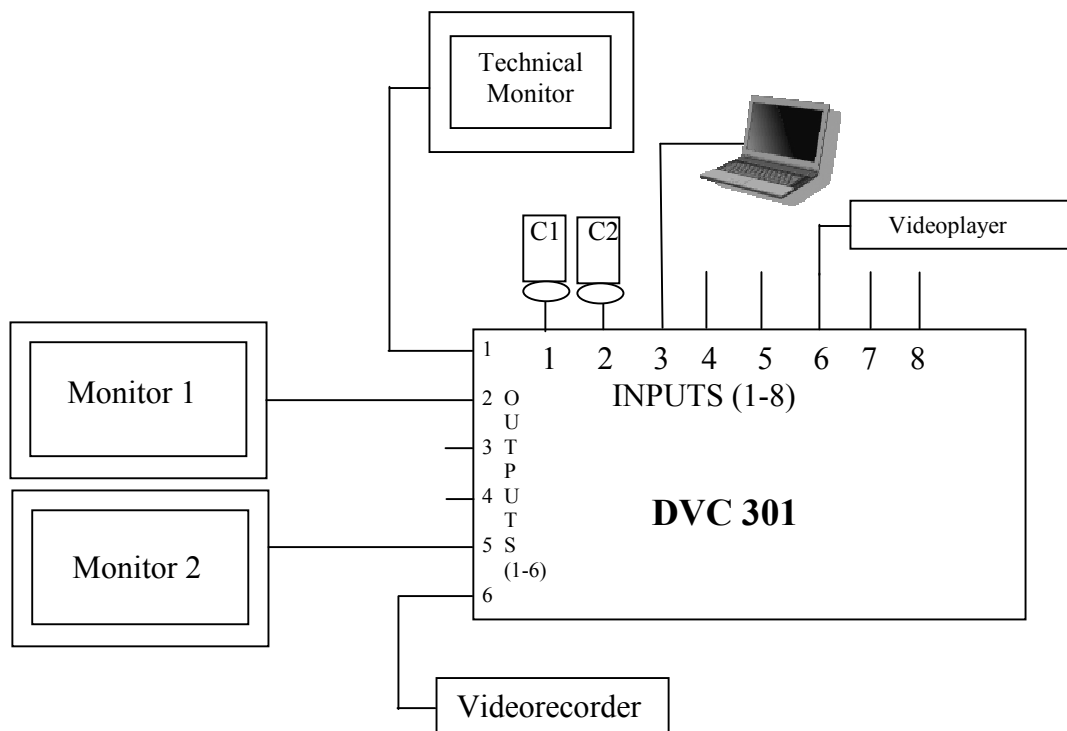 Technical
Monitor
Videoplayer
C1 C2
1 2 3 4 5 6 7 8
INPUTS (1-8)
Monitor 1
Monitor 2
1
2
3
4
5
6
O
U
T
P
U
T
S
(1-6)
DVC 301
Videorecorder